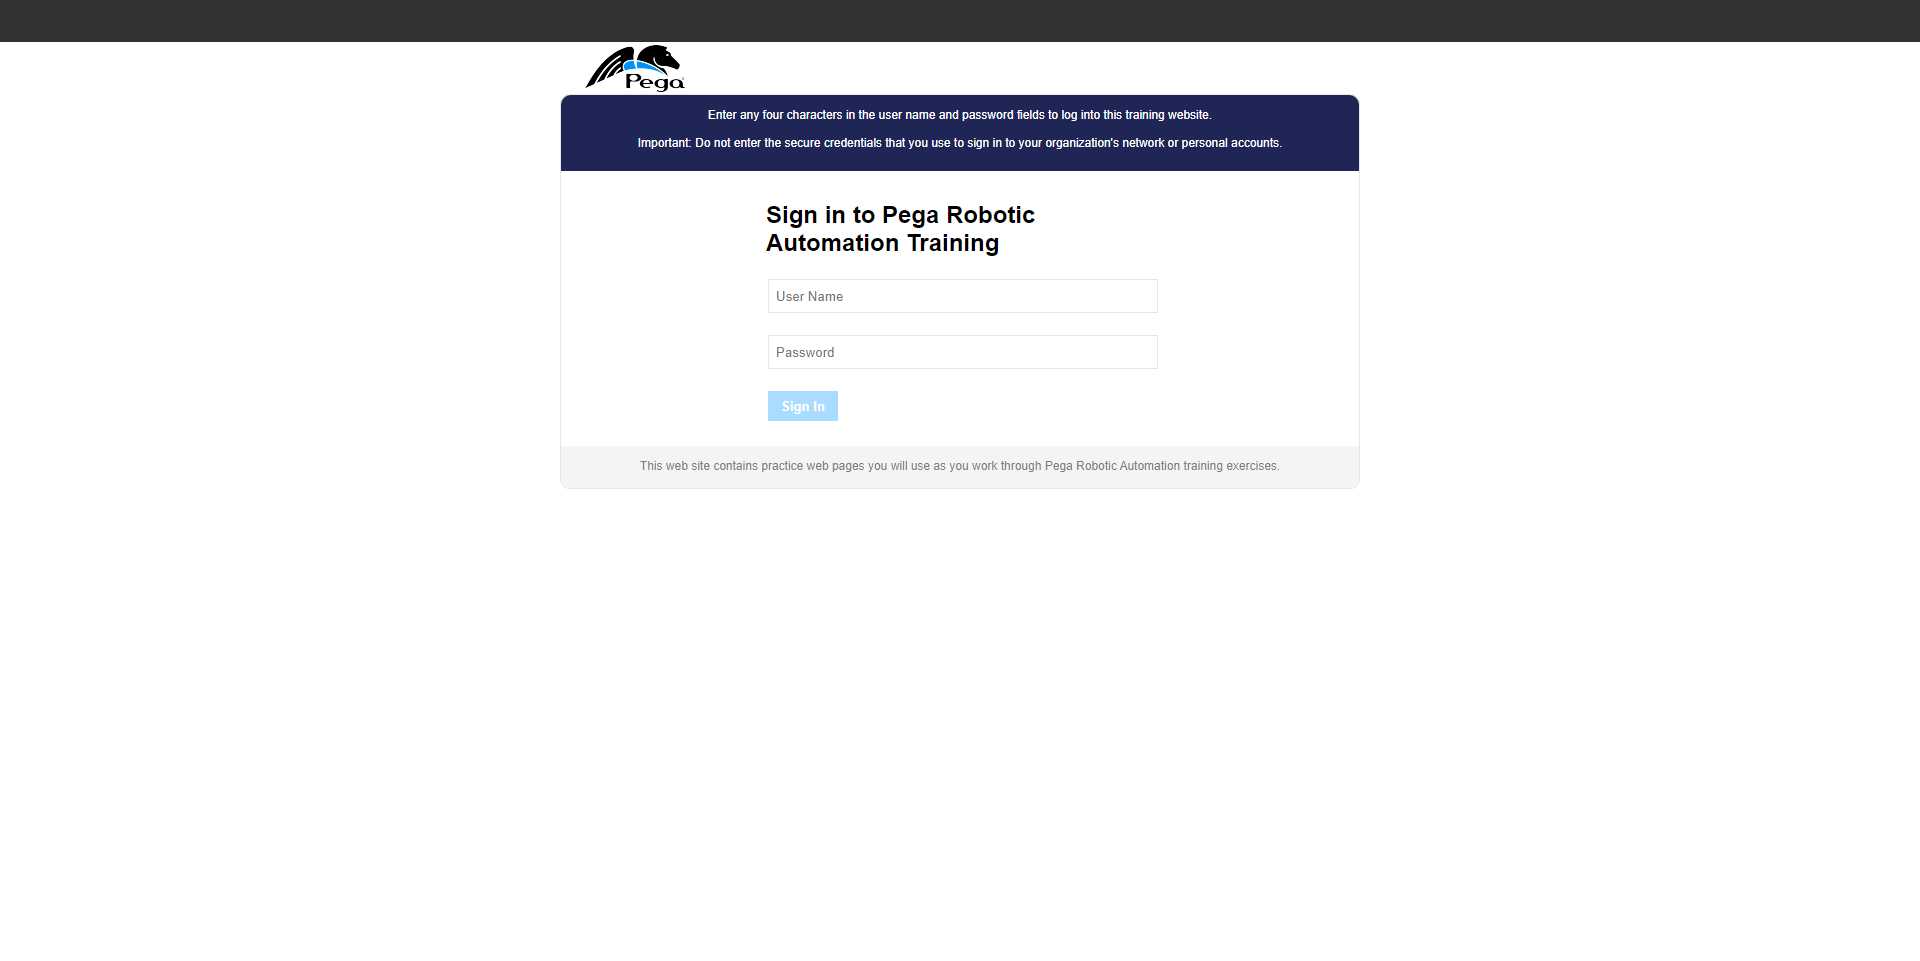 Pega
Enter any four characters in the user name and password fields to log into this training website.
Important: Do not enter the secure credentials that you use to sign in to your organization's network or personal accounts.
Sign in to Pega Robotic
Automation Training
User Name
Password
Sign In
This web site contains practice web pages you will use as you work through Pega Robotic Automation training exercises.